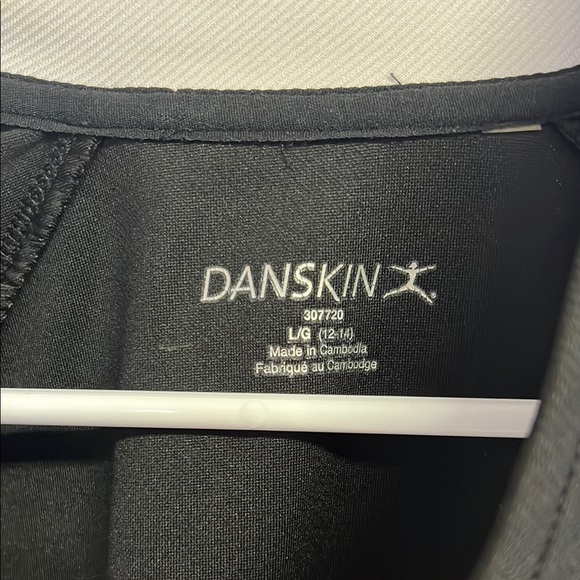 DANSKIN
307720
L/G (12-14)
Made in Cambodia
Fabriqué au Cambodge